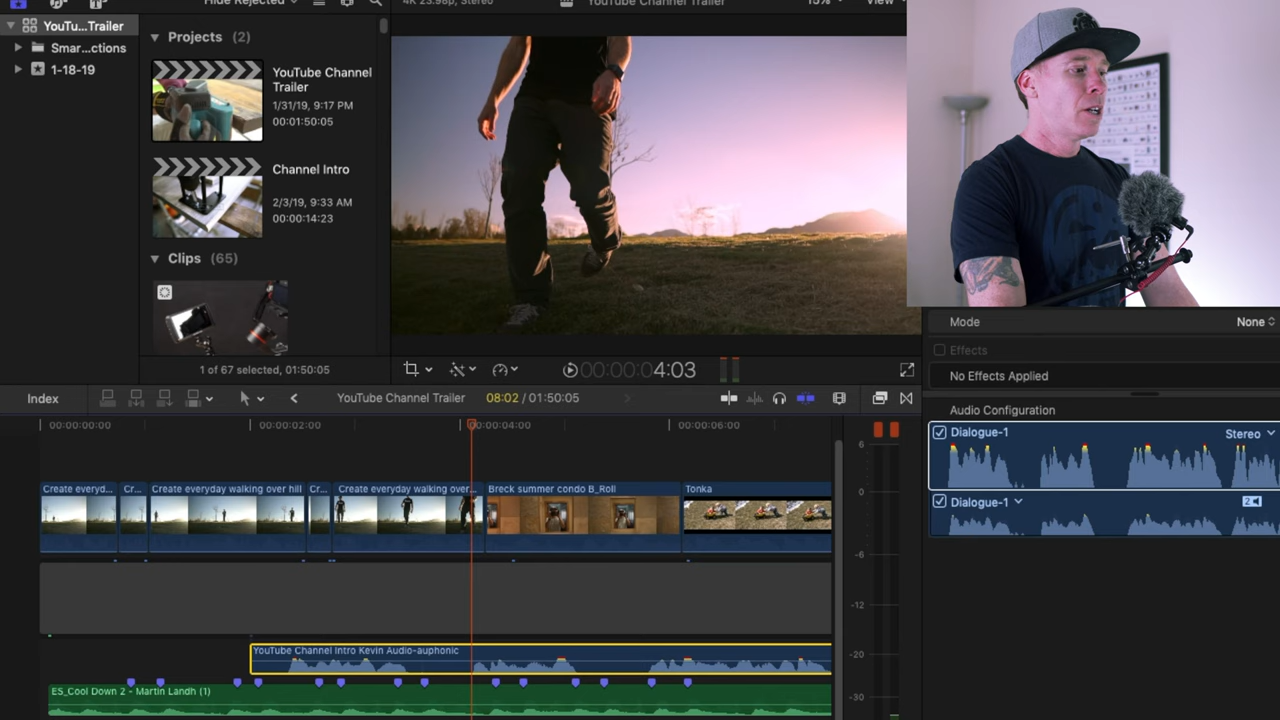 Hide Rejected
4K 23.98p, Stereo
YouTube Channel Trailer
15%
View
YouTu...Trailer
Smar...ctions
1-18-19
Projects (2)
YouTube Channel
Trailer
1/31/19, 9:17 PM
00:01:50:05
Channel Intro
2/3/19, 9:33 AM
00:00:14:23
Clips (65)
1 of 67 selected, 01:50:05
00:00:04:03
Mode
None
Effects
No Effects Applied
Audio Configuration
Dialogue-1
Stereo
Dialogue-1
2
Index
YouTube Channel Trailer
08:02 / 01:50:05
00:00:00:00
00:00:02:00
00:00:04:00
00:00:06:00
Create everyd...
Cr...
Create everyday walking over hill
Cr...
Create everyday walking over...
Breck summer condo B_Roll
Tonka
YouTube Channel Intro Kevin Audio-auphonic
ES_Cool Down 2 - Martin Landh (1)
6
0
-6
-12
-20
-30